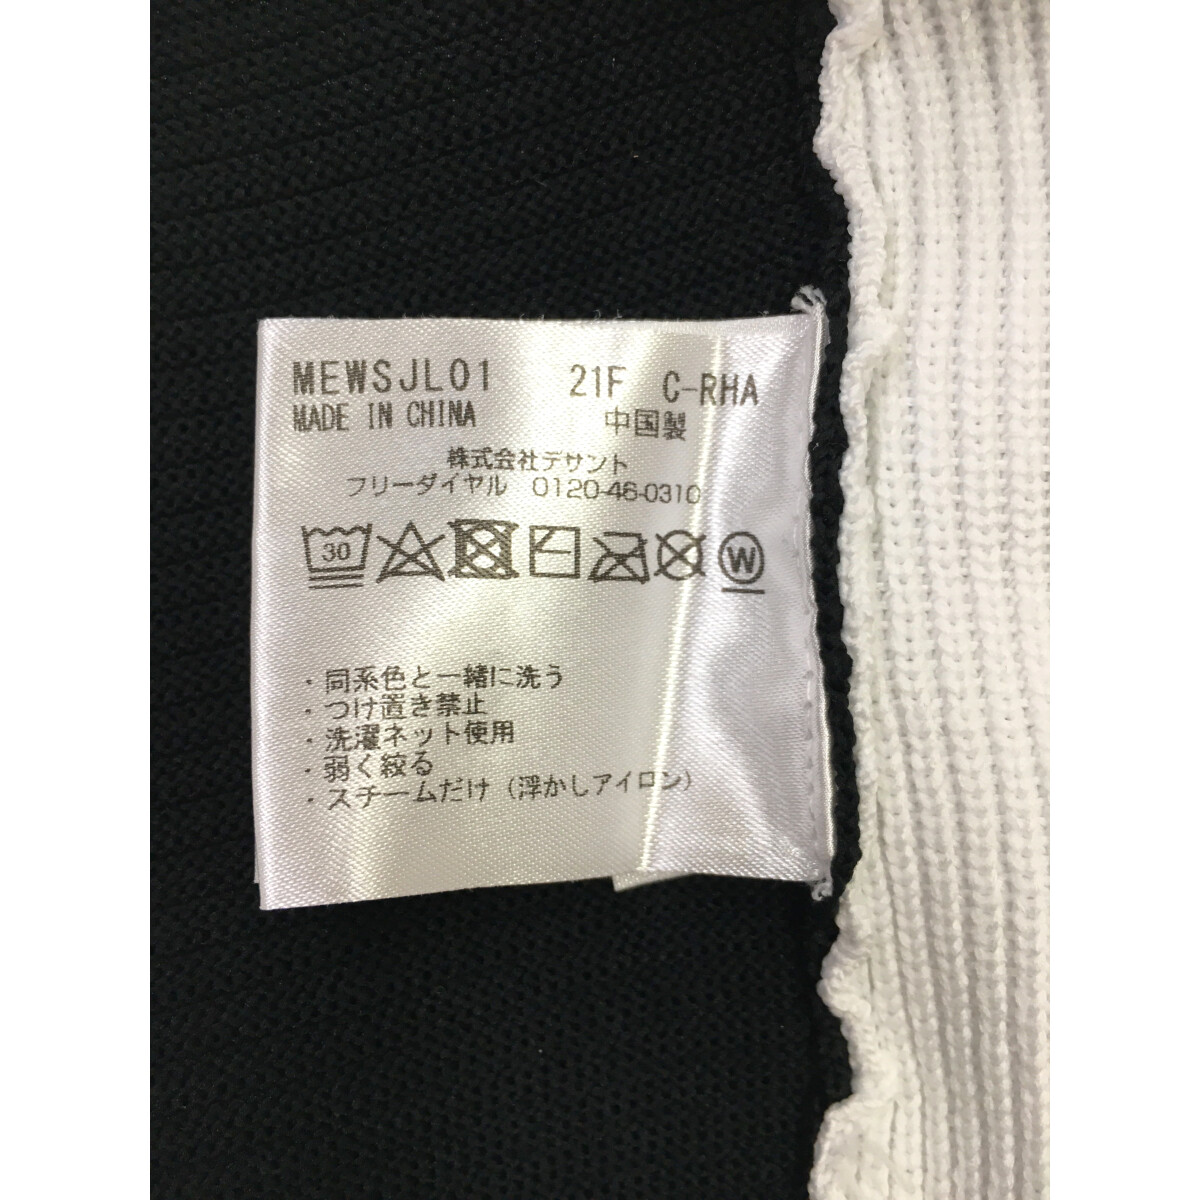 MEWSJL01 21F C-RHA
MADE IN CHINA 中国製
株式会社デサント
フリーダイヤル 0120-46-0310
30 W
・同系色と一緒に洗う
・つけ置き禁止
・洗濯ネット使用
・弱く絞る
・スチームだけ（浮かしアイロン）